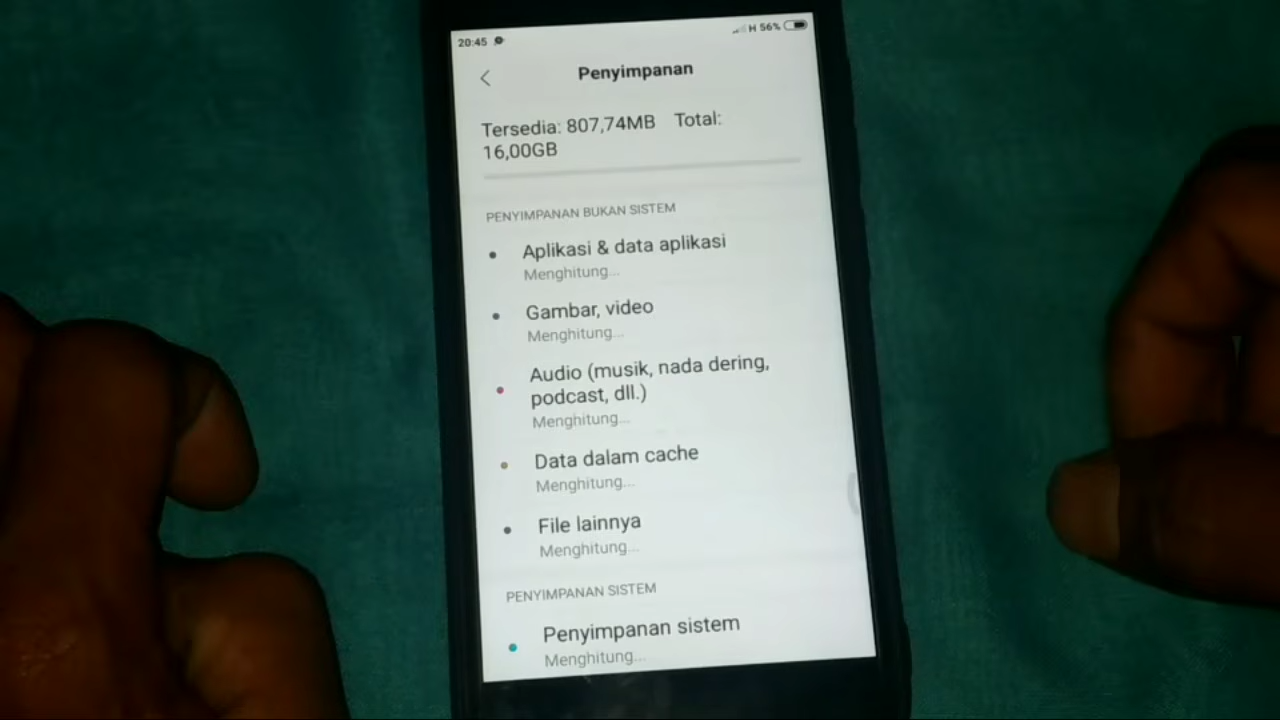 20:45
H 56%
Penyimpanan
Tersedia: 807,74MB Total:
16,00GB
PENYIMPANAN BUKAN SISTEM
Aplikasi & data aplikasi
Menghitung...
Gambar, video
Menghitung...
Audio (musik, nada dering,
podcast, dll.)
Menghitung...
Data dalam cache
Menghitung...
File lainnya
Menghitung...
PENYIMPANAN SISTEM
Penyimpanan sistem
Menghitung...